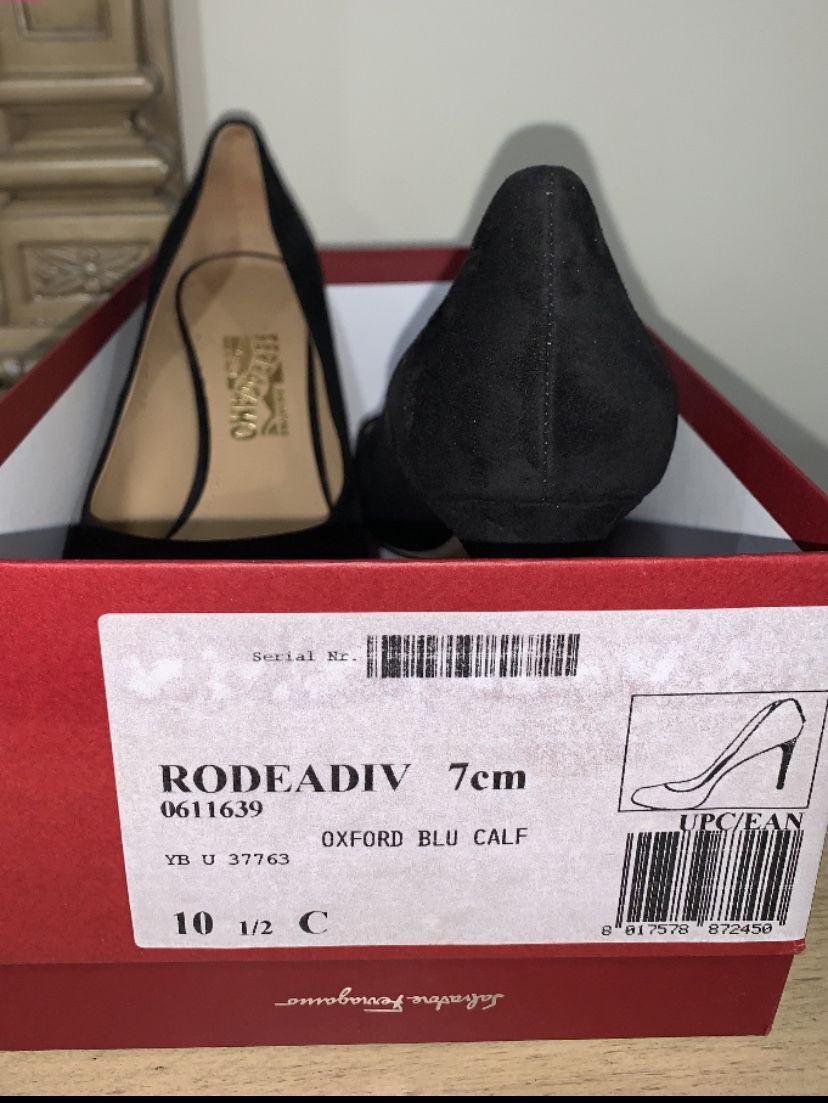 FERRAGAMO
Serial Nr.
RODEADIV 7cm
0611639
OXFORD BLU CALF
YB U 37763
10 1/2 C
UPC/EAN
8 017578 872450
Salvatore Ferragamo